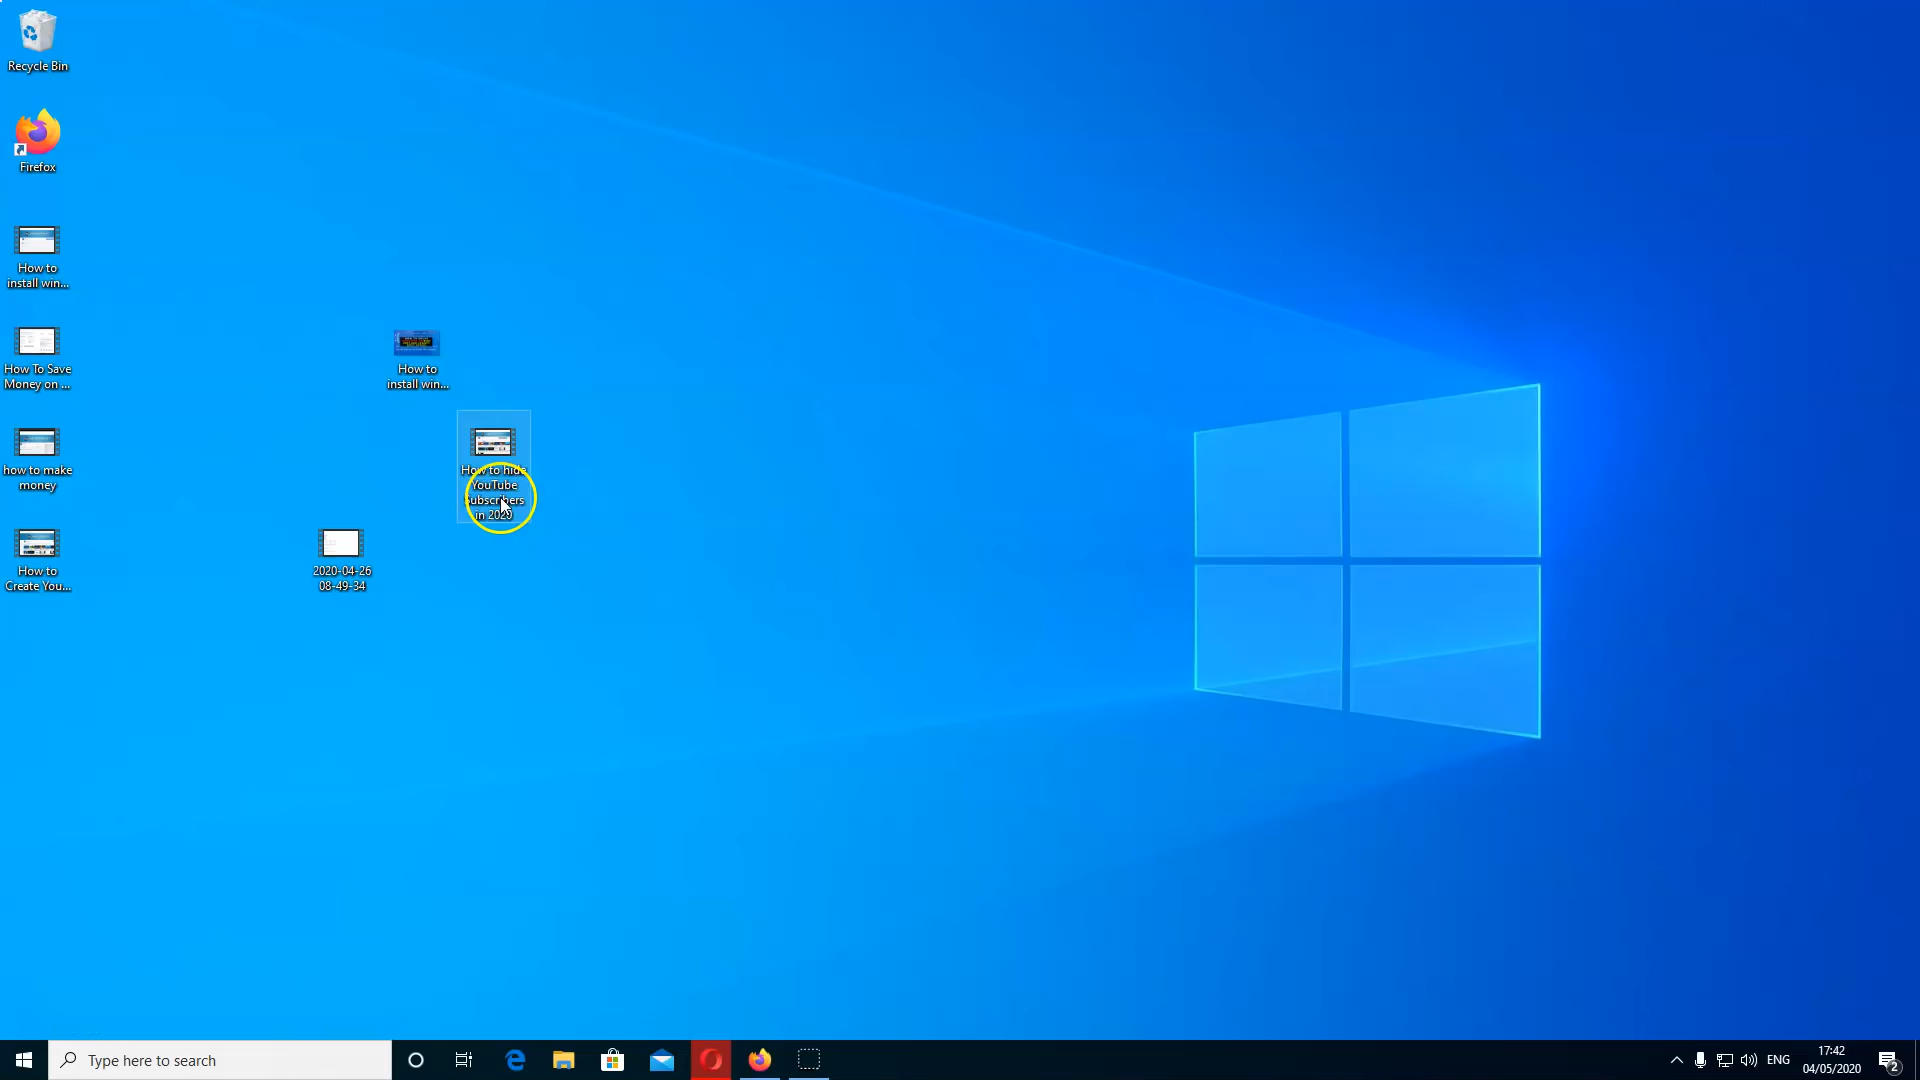 Recycle Bin
Firefox
How to
install win...
How To Save
Money on ...
how to make
money
How to
Create You...
How to
install win...
How to hide
YouTube
Subscribers
in 2020
2020-04-26
08-49-34
Type here to search
ENG
17:42
04/05/2020
2